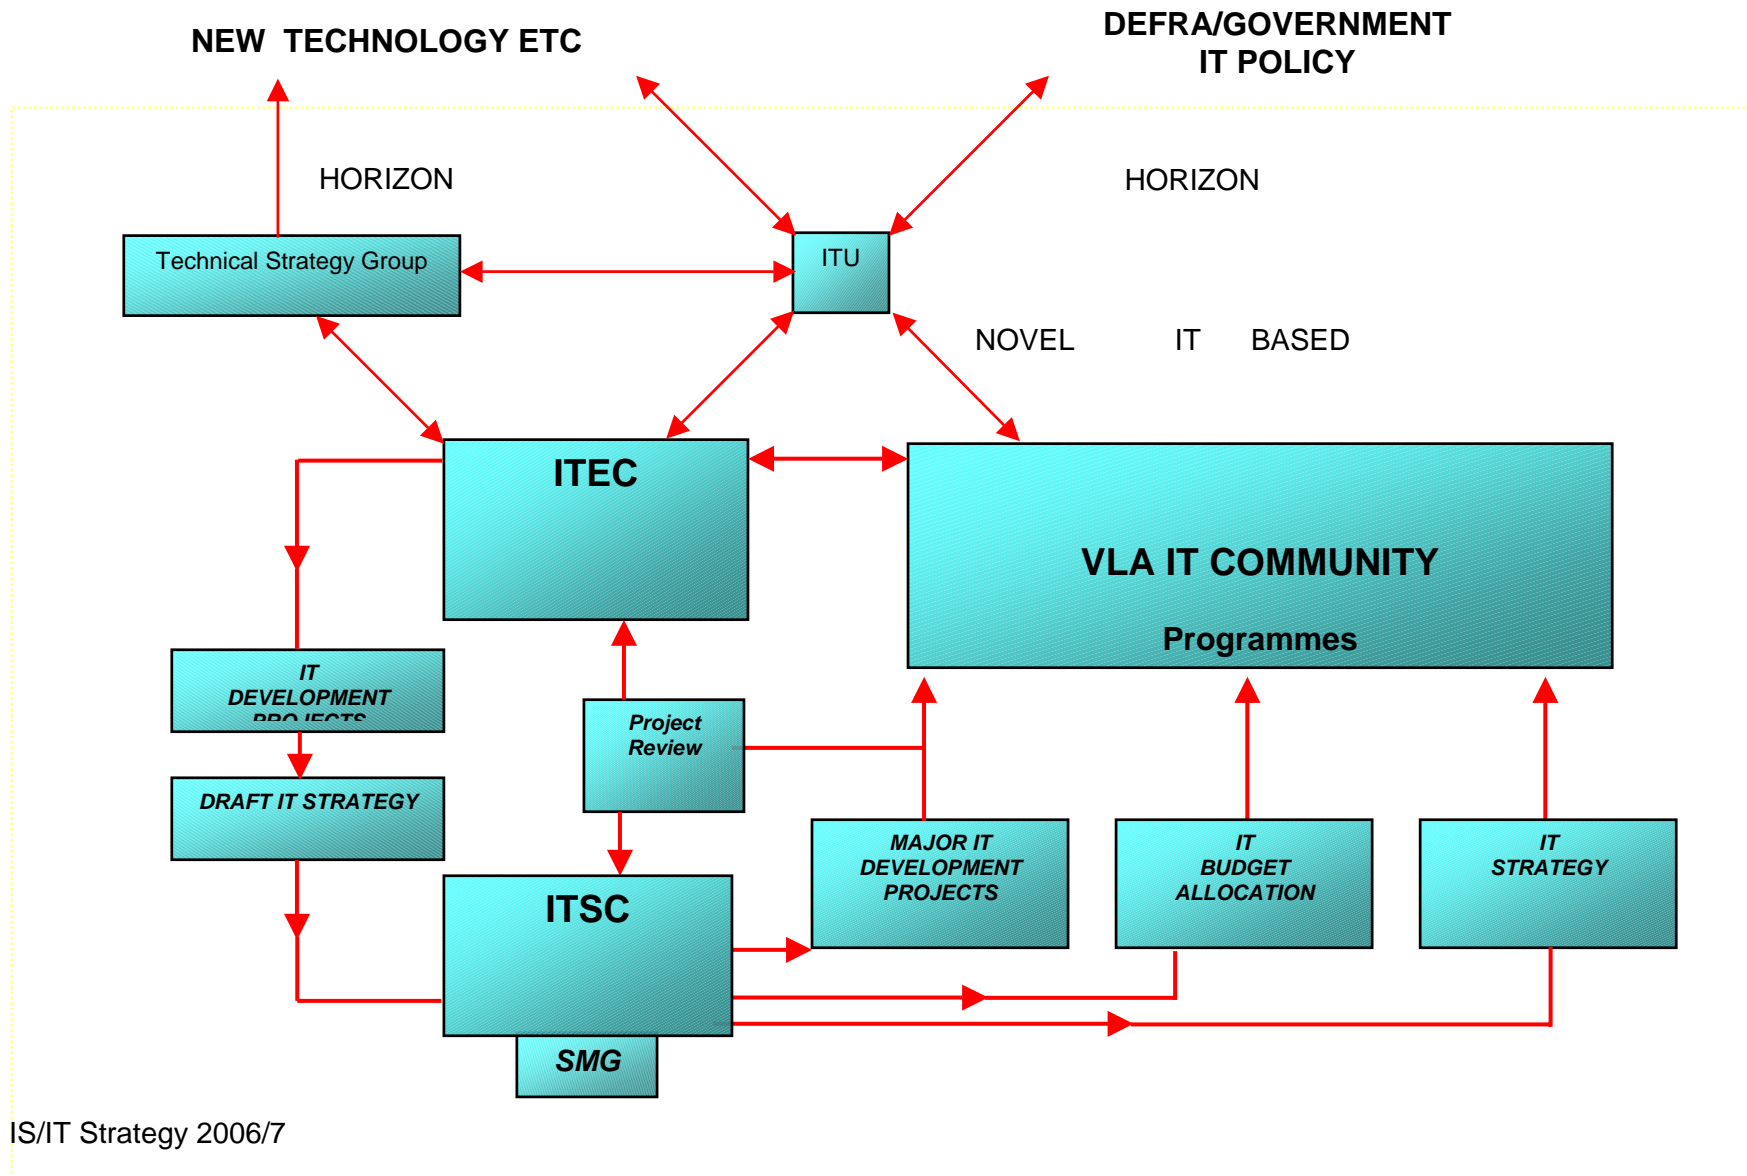 NEW TECHNOLOGY ETC
DEFRA/GOVERNMENT
IT POLICY
HORIZON
HORIZON
Technical Strategy Group
ITU
NOVEL IT BASED
ITEC
VLA IT COMMUNITY
Programmes
IT
DEVELOPMENT
PROJECTS
Project
Review
DRAFT IT STRATEGY
MAJOR IT
DEVELOPMENT
PROJECTS
IT
BUDGET
ALLOCATION
IT
STRATEGY
ITSC
SMG
IS/IT Strategy 2006/7